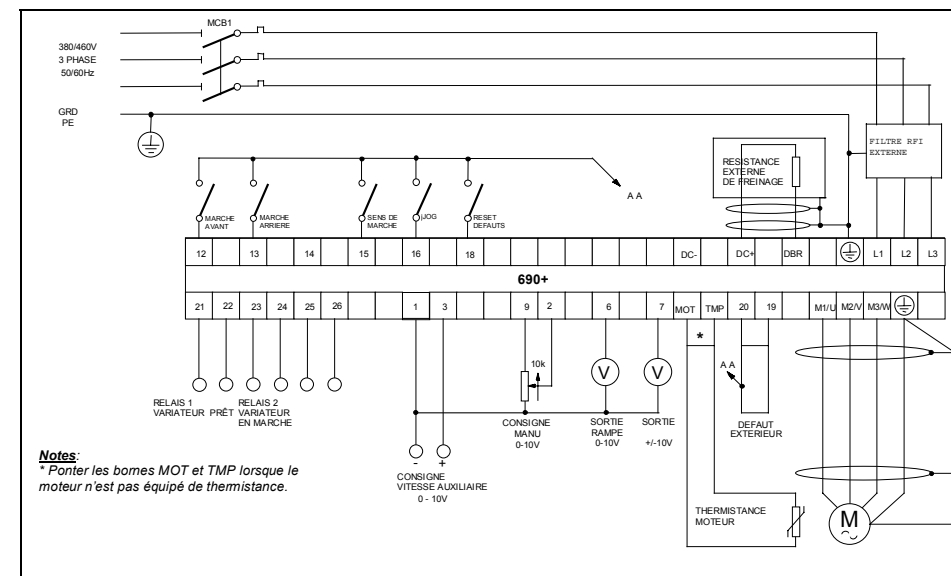 MCB1
380/460V
3 PHASE
50/60Hz
GRD
PE
FILTRE RFI
EXTERNE
RESISTANCE
EXTERNE
DE FREINAGE
A A
MARCHE
AVANT
MARCHE
ARRIERE
SENS DE
MARCHE
jJOG
RESET
DEFAUTS
12 13 14 15 16 18 DC- DC+ DBR L1 L2 L3
690+
21 22 23 24 25 26 1 3 9 2 6 7 MOT TMP 20 19 M1/U M2/V M3/W
*
10k
A A
V V
RELAIS 1
VARIATEUR PRÊT
RELAIS 2
VARIATEUR
EN MARCHE
CONSIGNE
MANU
0-10V
SORTIE
RAMPE
0-10V
SORTIE
+/-10V
DEFAUT
EXTERIEUR
- +
CONSIGNE
VITESSE AUXILIAIRE
0 - 10V
Notes:
* Ponter les bornes MOT et TMP lorsque le
moteur n'est pas équipé de thermistance.
THERMISTANCE
MOTEUR
M